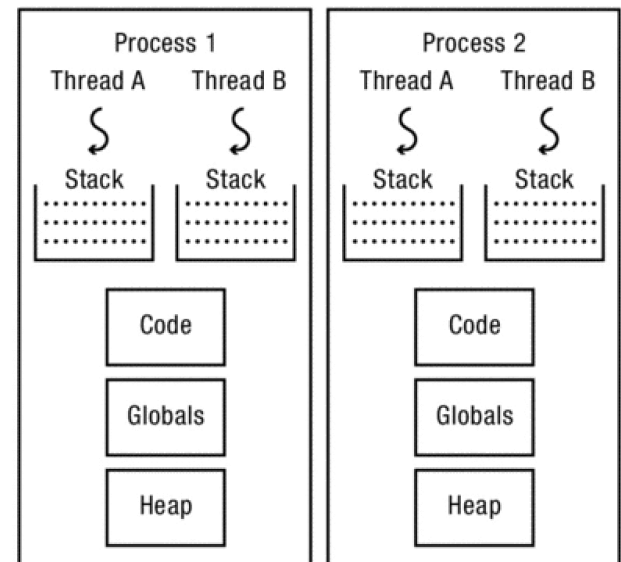 Process 1
Thread A Thread B
Stack Stack
Code
Globals
Heap
Process 2
Thread A Thread B
Stack Stack
Code
Globals
Heap